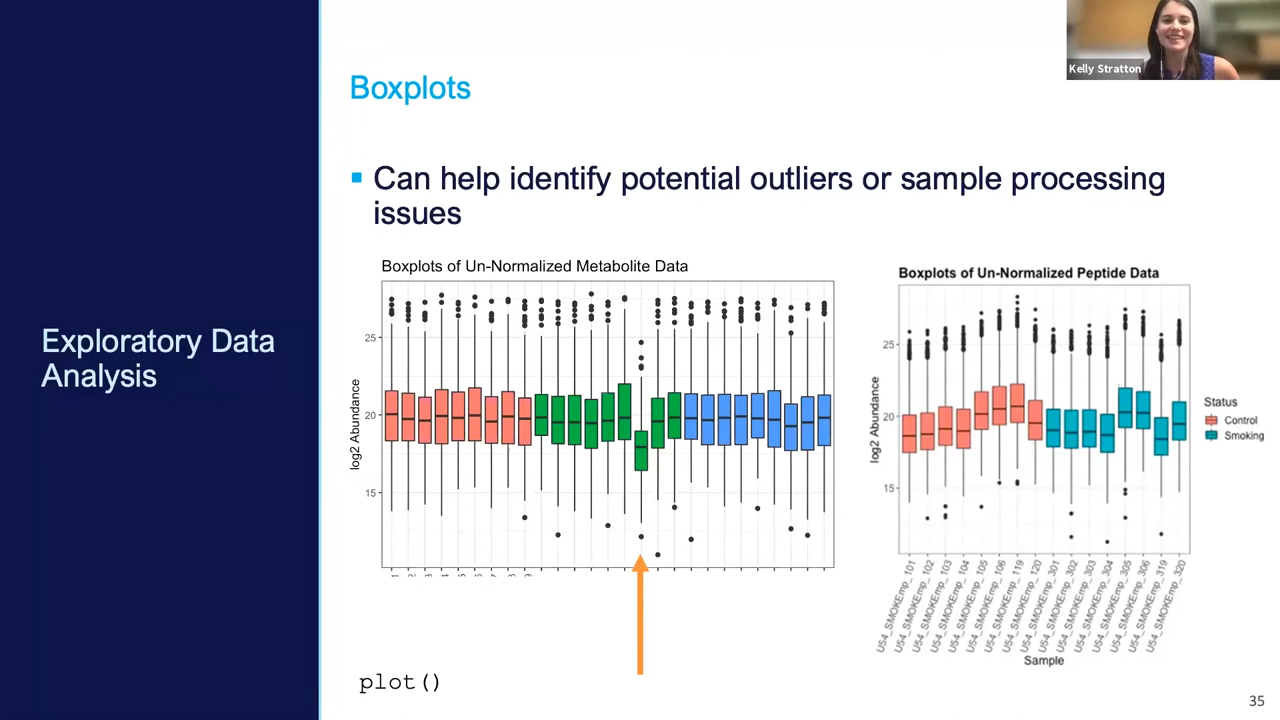 Kelly Stratton
Boxplots
Can help identify potential outliers or sample processing
issues
Exploratory Data
Analysis
Boxplots of Un-Normalized Metabolite Data
log2 Abundance
25
20
15
Boxplots of Un-Normalized Peptide Data
log2 Abundance
25
20
15
U54_SMOKEmp_101
U54_SMOKEmp_102
U54_SMOKEmp_103
U54_SMOKEmp_104
U54_SMOKEmp_105
U54_SMOKEmp_106
U54_SMOKEmp_119
U54_SMOKEmp_120
U54_SMOKEmp_301
U54_SMOKEmp_302
U54_SMOKEmp_303
U54_SMOKEmp_304
U54_SMOKEmp_305
U54_SMOKEmp_306
U54_SMOKEmp_319
U54_SMOKEmp_320
Sample
Status
Control
Smoking
plot()
35